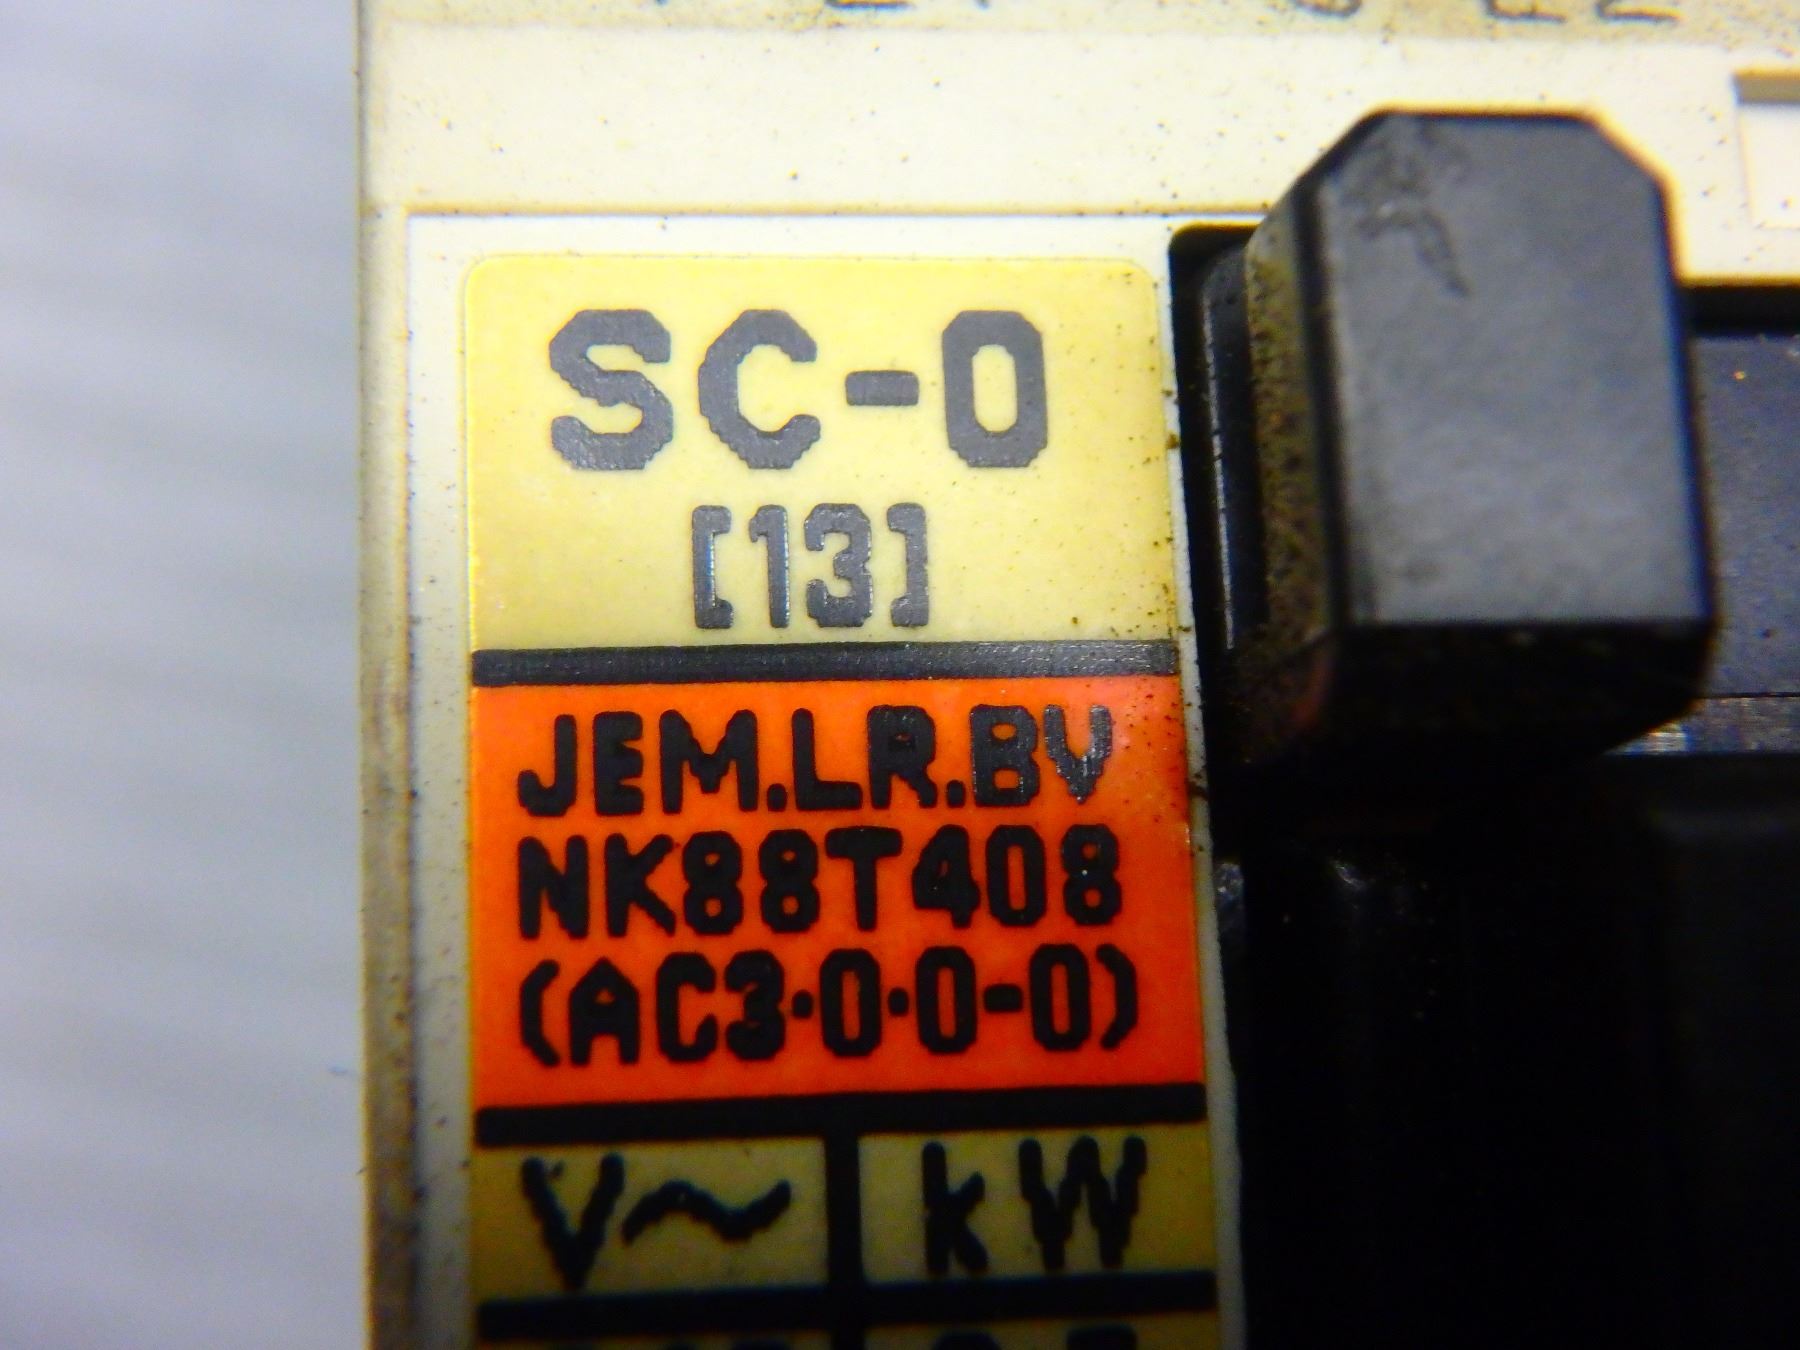 SC-0
[13]
JEM.LR.BV
NK88T408
(AC3·0·0-0)
V~ kW